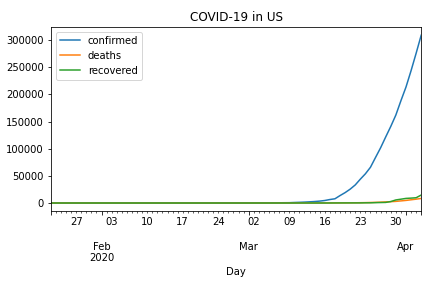 COVID-19 in US
confirmed
deaths
recovered
300000
250000
200000
150000
100000
50000
0
27 03 10 17 24 02 09 16 23 30
Feb Mar Apr
2020
Day